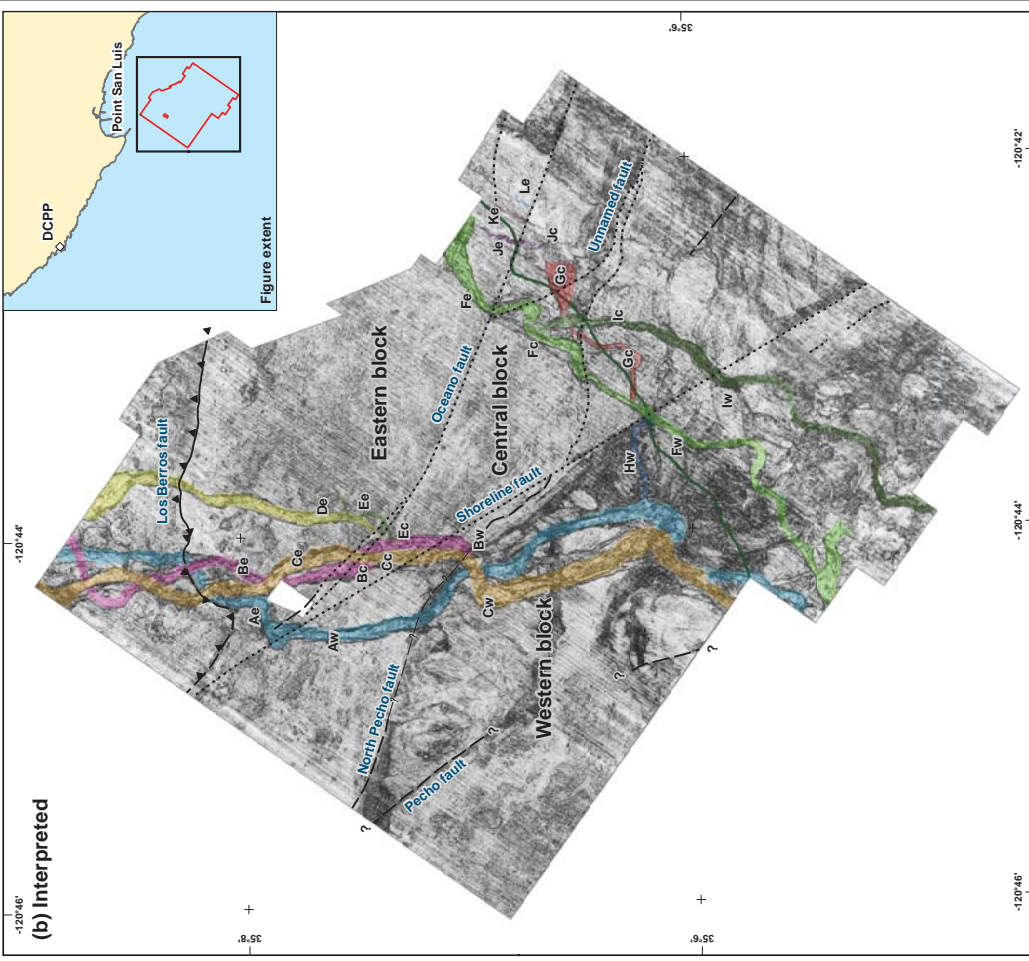 (b) Interpreted
-120°46'
-120°44'
DCPP
Point San Luis
Figure extent
35°6'
35°8'
35°6'
-120°46'
-120°44'
-120°42'
Los Berros fault
Eastern block
Oceano fault
Central block
Shoreline fault
Unnamed fault
North Pecho fault
Pecho fault
Western block
Ae
Aw
Be
Bc
Bw
Ce
Cc
Cw
De
Ee
Ec
Fe
Fc
Fw
Gc
Gc
Hw
Ic
Iw
Je
Jc
Ke
Le
?
?
?
?
?
?